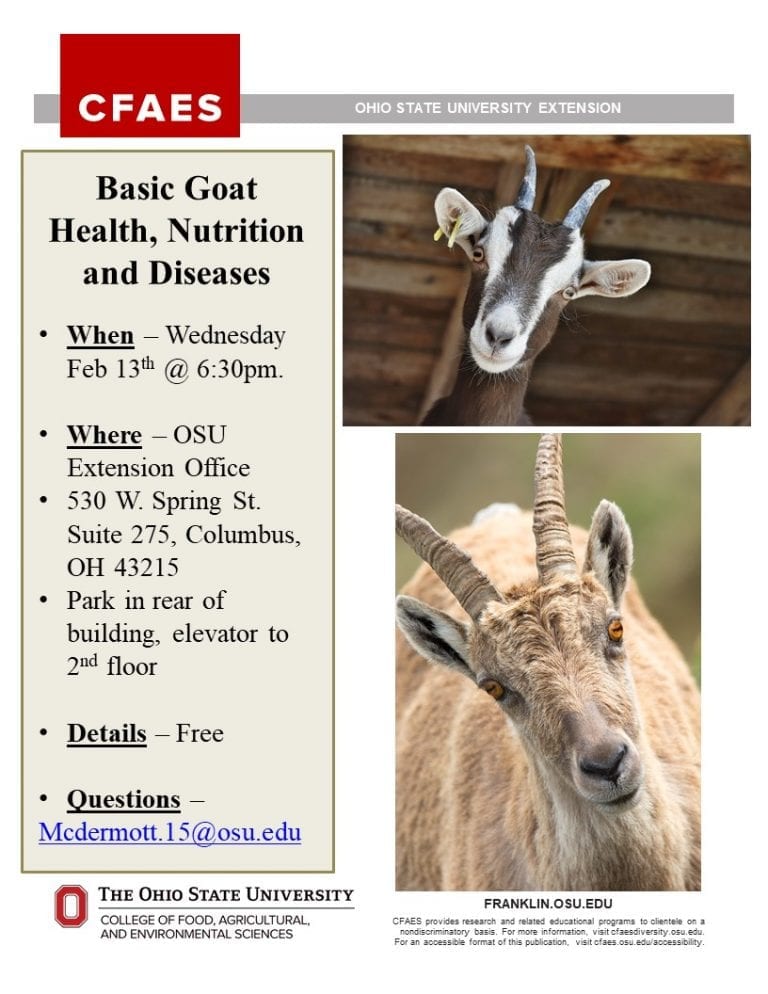 CFAES
OHIO STATE UNIVERSITY EXTENSION
Basic Goat
Health, Nutrition
and Diseases
• When – Wednesday
Feb 13th @ 6:30pm.
• Where – OSU
Extension Office
• 530 W. Spring St.
Suite 275, Columbus,
OH 43215
• Park in rear of
building, elevator to
2nd floor
• Details – Free
• Questions –
Mcdermott.15@osu.edu
THE OHIO STATE UNIVERSITY
COLLEGE OF FOOD, AGRICULTURAL,
AND ENVIRONMENTAL SCIENCES
FRANKLIN.OSU.EDU
CFAES provides research and related educational programs to clientele on a
nondiscriminatory basis. For more information, visit cfaesdiversity.osu.edu.
For an accessible format of this publication, visit cfaes.osu.edu/accessibility.